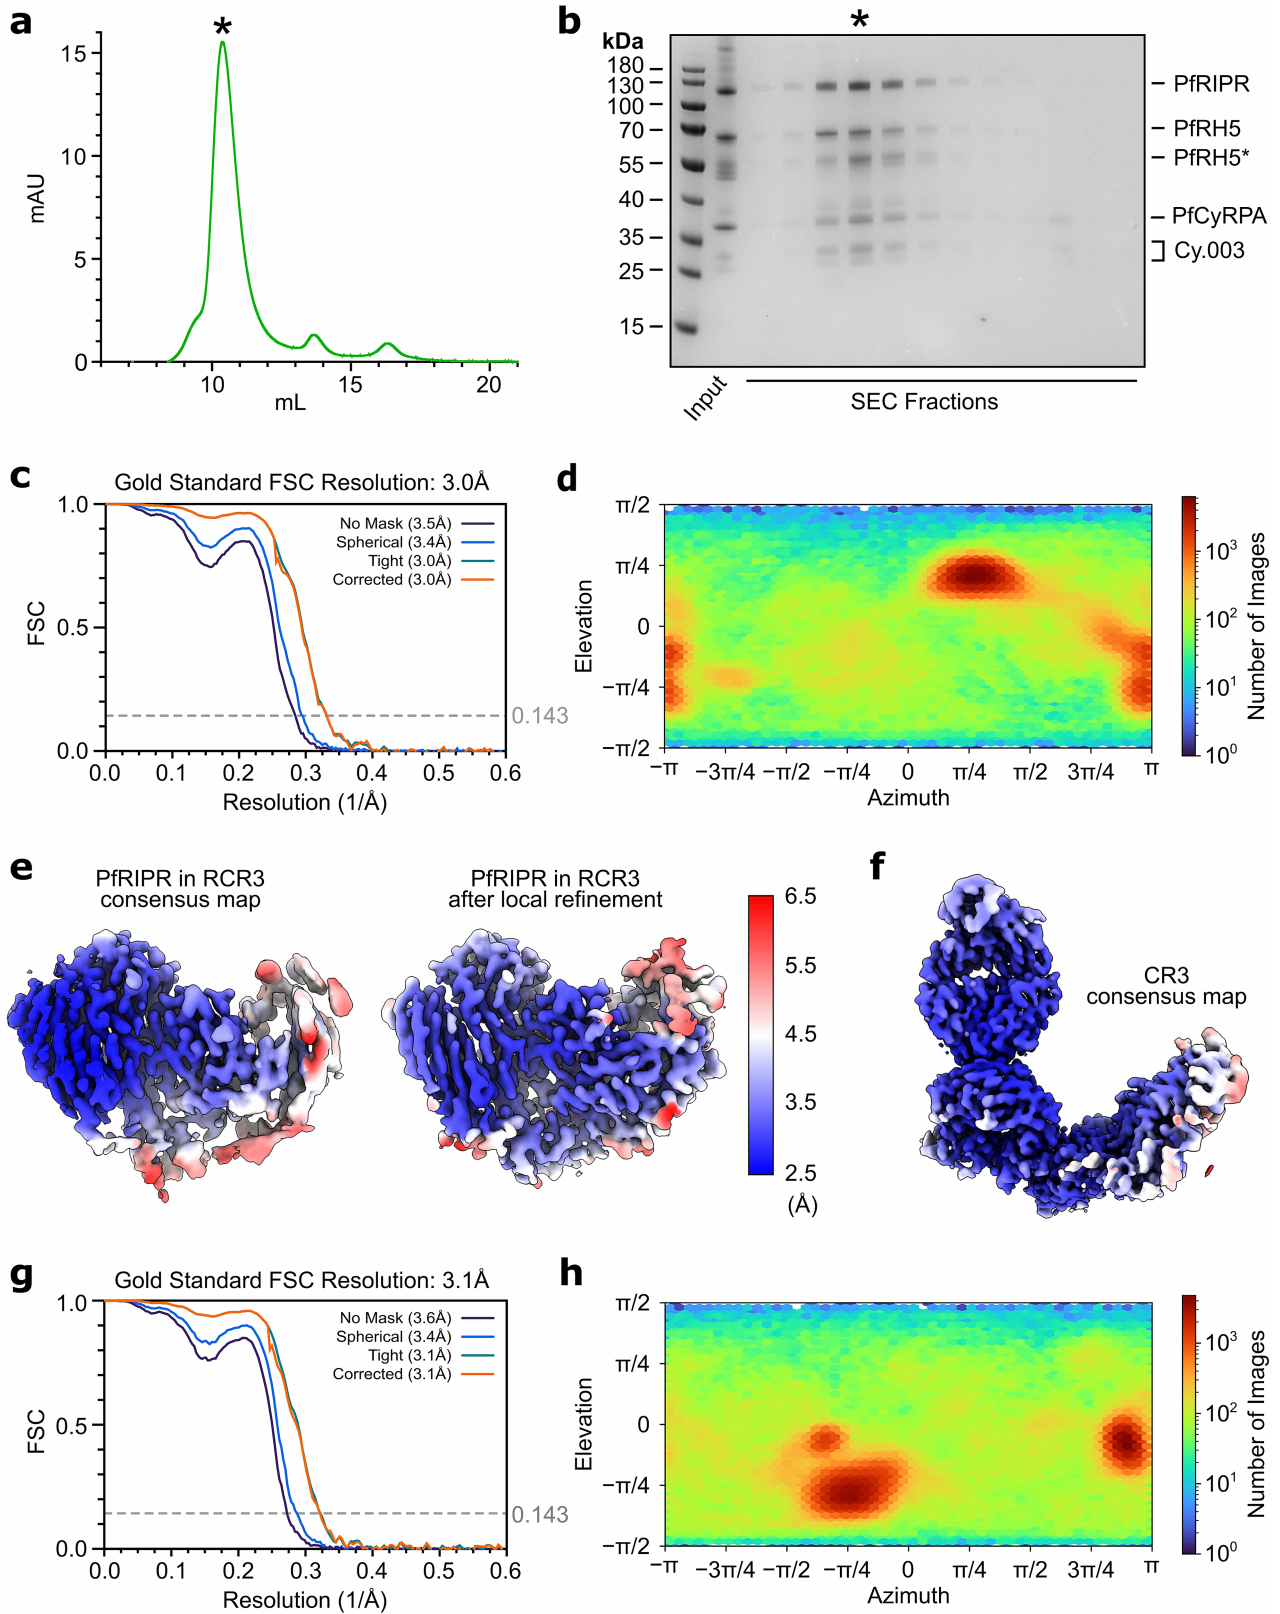 a
*
mAU
15
10
5
0
10
15
20
mL
b
*
kDa
180
130
100
70
55
40
35
25
15
PfRIPR
PfRH5
PfRH5*
PfCyRPA
Cy.003
Input
SEC Fractions
c
Gold Standard FSC Resolution: 3.0Å
FSC
1.0
0.5
0.0
No Mask (3.5Å)
Spherical (3.4Å)
Tight (3.0Å)
Corrected (3.0Å)
0.143
0.0 0.1 0.2 0.3 0.4 0.5 0.6
Resolution (1/Å)
d
Elevation
π/2
π/4
0
−π/4
−π/2
−π −3π/4 −π/2 −π/4 0 π/4 π/2 3π/4 π
Azimuth
10³
10²
10¹
10⁰
Number of Images
e
PfRIPR in RCR3
consensus map
PfRIPR in RCR3
after local refinement
6.5
5.5
4.5
3.5
2.5
(Å)
f
CR3
consensus map
g
Gold Standard FSC Resolution: 3.1Å
FSC
1.0
0.5
0.0
No Mask (3.6Å)
Spherical (3.4Å)
Tight (3.1Å)
Corrected (3.1Å)
0.143
0.0 0.1 0.2 0.3 0.4 0.5 0.6
Resolution (1/Å)
h
Elevation
π/2
π/4
0
−π/4
−π/2
−π −3π/4 −π/2 −π/4 0 π/4 π/2 3π/4 π
Azimuth
10³
10²
10¹
10⁰
Number of Images